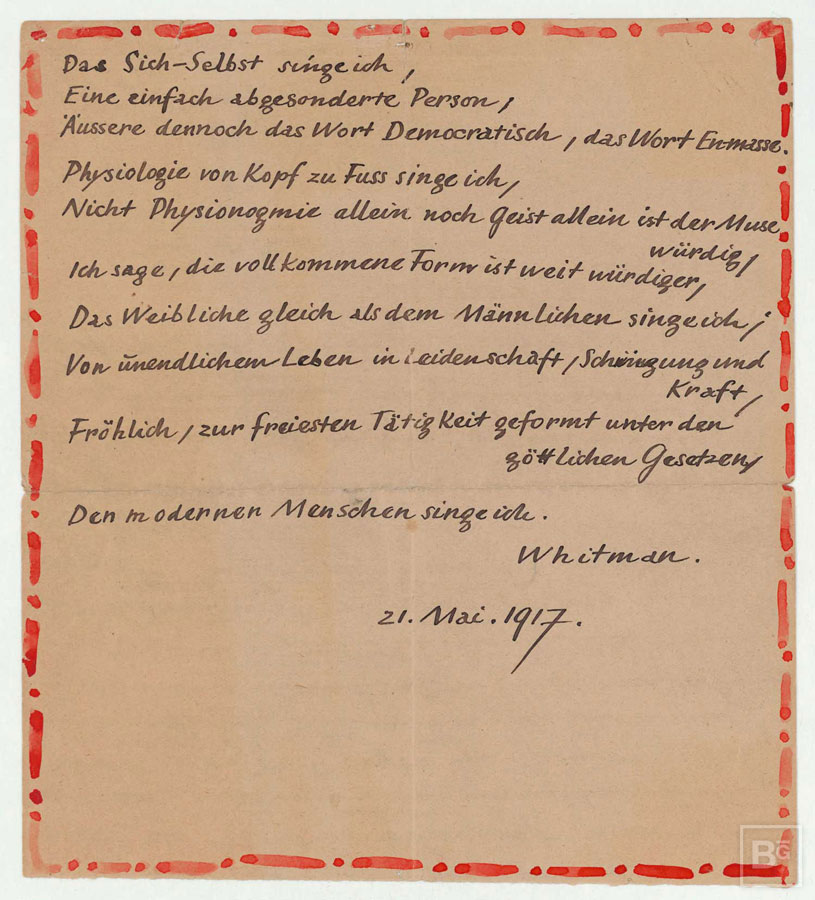 Das Sich-Selbst singe ich,
Eine einfach abgesonderte Person,
Äussere dennoch das Wort Democratisch, das Wort En-masse.
Physiologie von Kopf zu Fuss singe ich,
Nicht Physionogmie allein noch Geist allein ist der Muse
würdig,
Ich sage, die vollkommene Form ist weit würdiger,
Das Weibliche gleich als dem Männlichen singe ich,
Von unendlichem Leben in Leidenschaft, und
Kraft,
Fröhlich, zur freiesten Tätigkeit geformt unter den
göttlichen Gesetzen,
Den modernen Menschen singe ich.
Whitman.
21. Mai. 1917.
BG